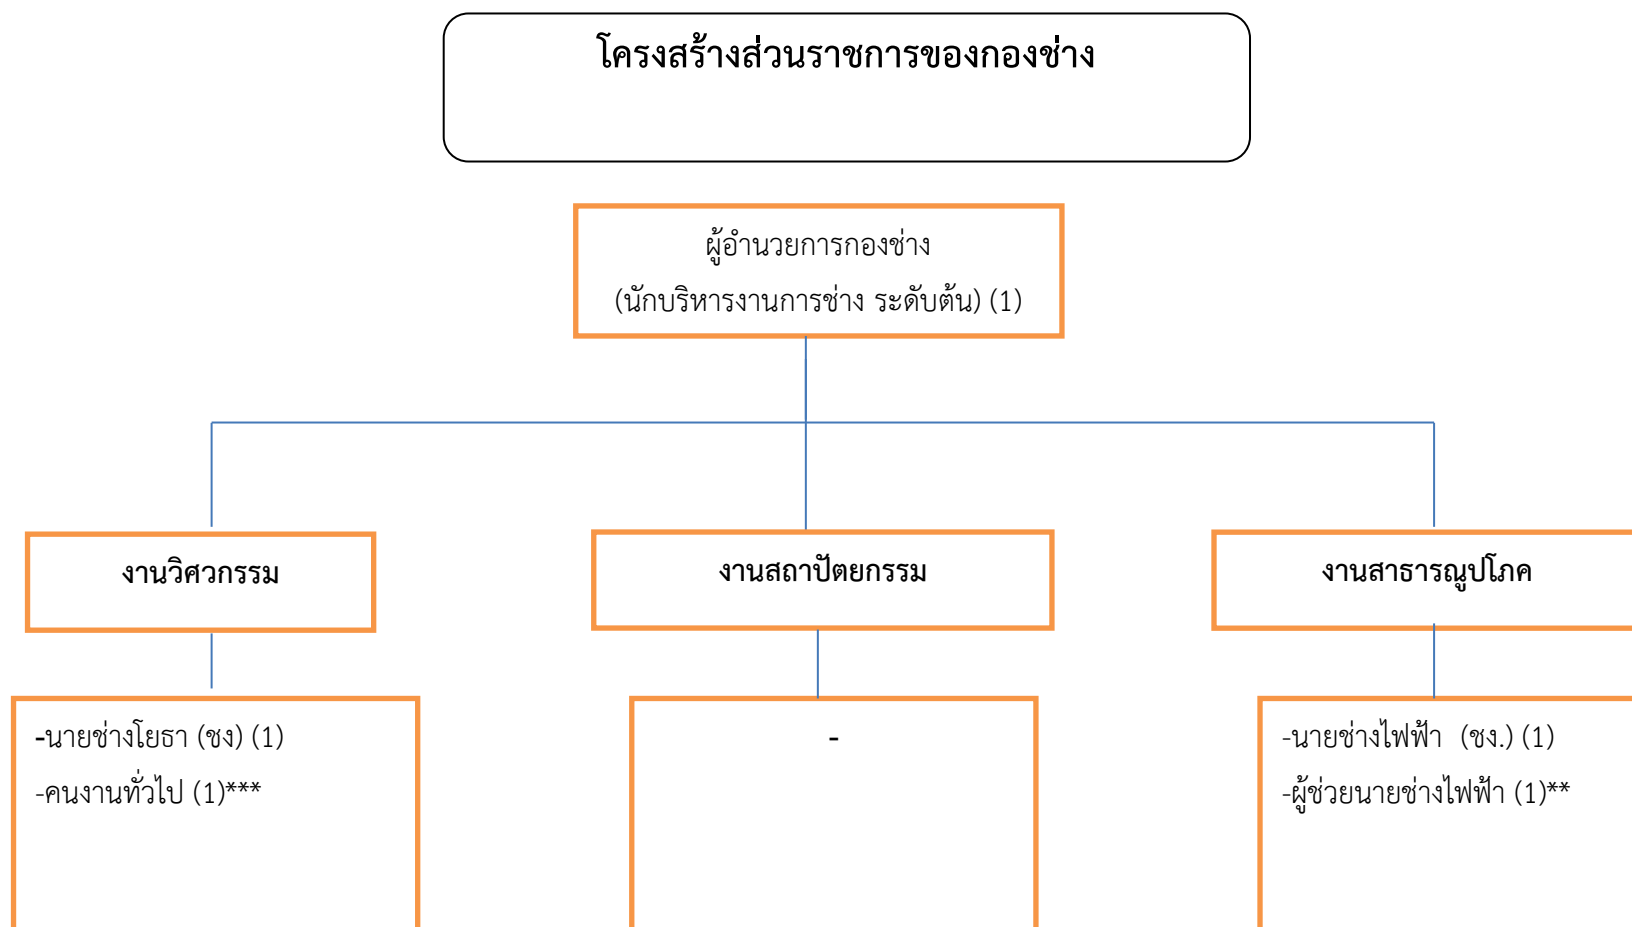 โครงสร้างส่วนราชการของกองช่าง
ผู้อำนวยการกองช่าง
(นักบริหารงานการช่าง ระดับต้น) (1)
งานวิศวกรรม
งานสถาปัตยกรรม
งานสาธารณูปโภค
-นายช่างโยธา (ชง) (1)
-คนงานทั่วไป (1)***
-
-นายช่างไฟฟ้า (ชง.) (1)
-ผู้ช่วยนายช่างไฟฟ้า (1)**